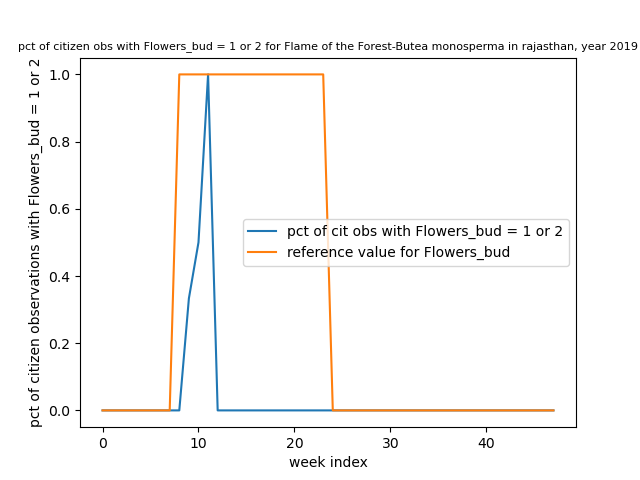 pct of citizen obs with Flowers_bud = 1 or 2 for Flame of the Forest-Butea monosperma in rajasthan, year 2019
pct of citizen observations with Flowers_bud = 1 or 2
1.0
0.8
0.6
0.4
0.2
0.0
pct of cit obs with Flowers_bud = 1 or 2
reference value for Flowers_bud
0 10 20 30 40
week index